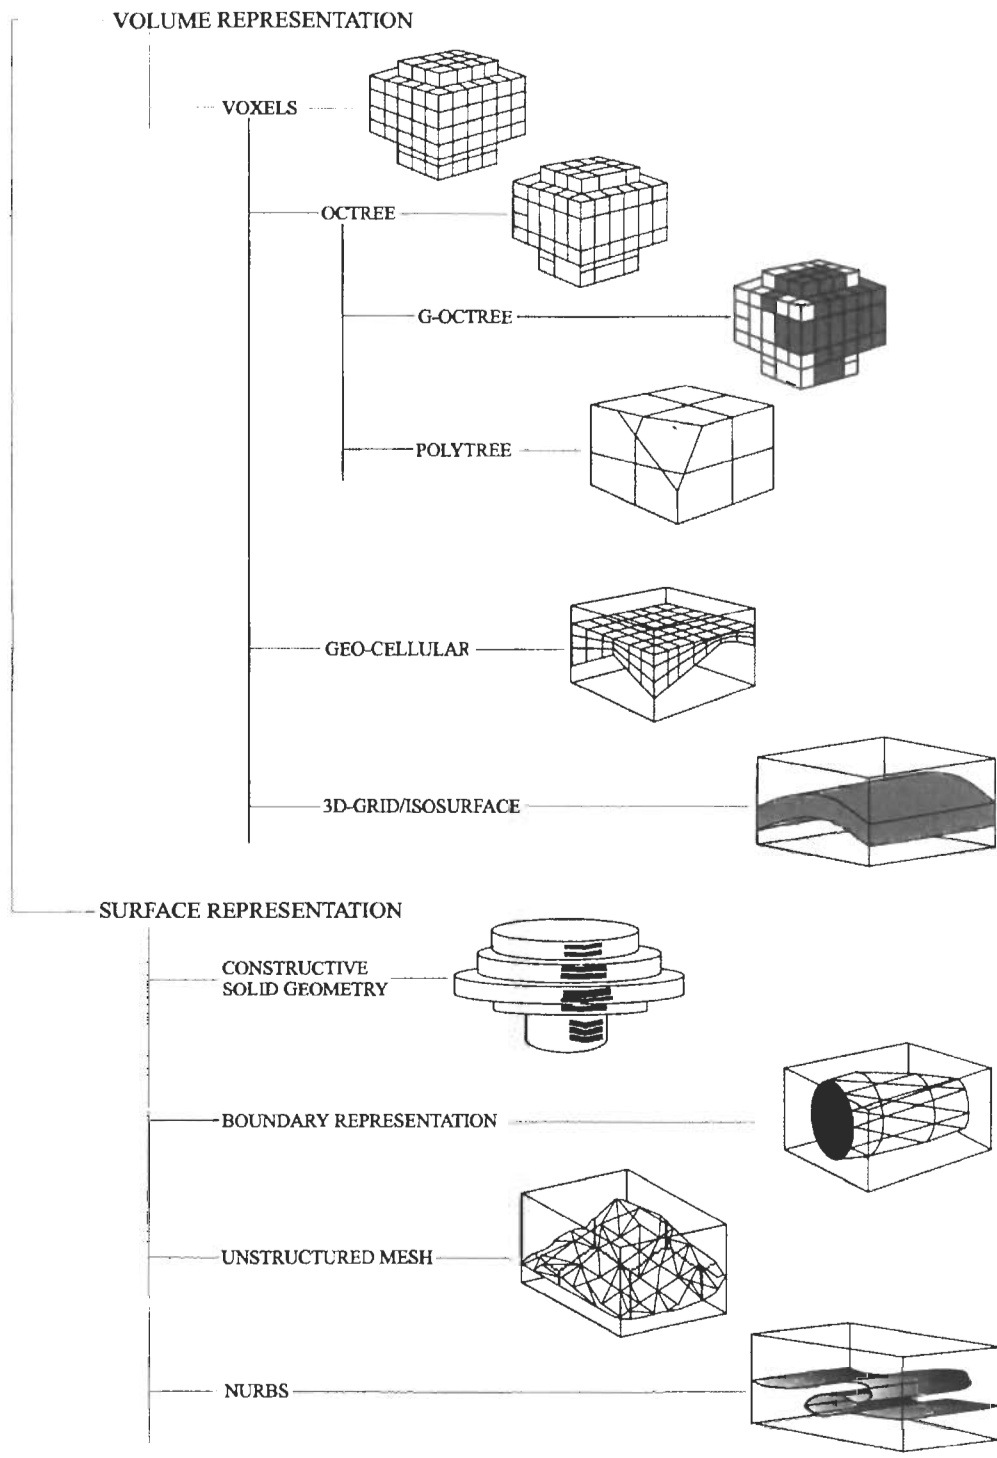 VOLUME REPRESENTATION
VOXELS
OCTREE
G-OCTREE
POLYTREE
GEO-CELLULAR
3D-GRID/ISOSURFACE
SURFACE REPRESENTATION
CONSTRUCTIVE
SOLID GEOMETRY
BOUNDARY REPRESENTATION
UNSTRUCTURED MESH
NURBS